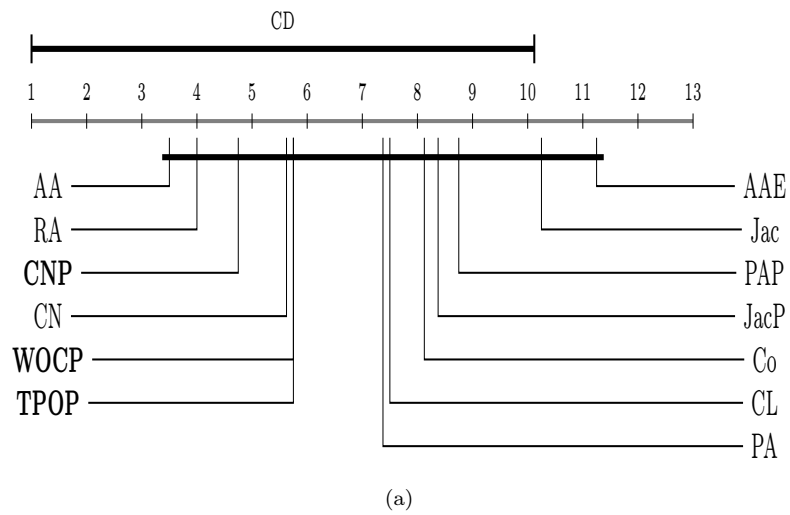 CD
1 2 3 4 5 6 7 8 9 10 11 12 13
AA AAE
RA Jac
CNP PAP
CN JacP
WOCP Co
TPOP CL
PA
(a)